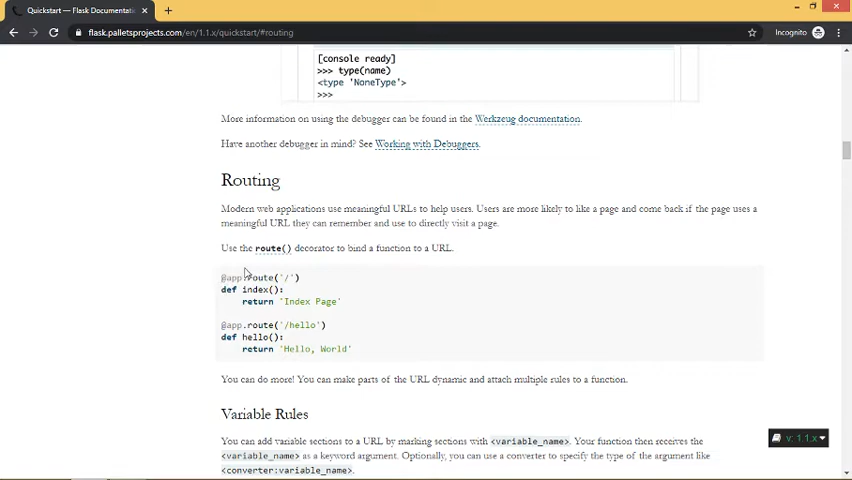 Quickstart — Flask Documentati
flask.palletsprojects.com/en/1.1.x/quickstart/#routing
Incognito
[console ready]
>>> type(name)
<type 'NoneType'>
>>>
More information on using the debugger can be found in the Werkzeug documentation.
Have another debugger in mind? See Working with Debuggers.
Routing
Modern web applications use meaningful URLs to help users. Users are more likely to like a page and come back if the page uses a
meaningful URL they can remember and use to directly visit a page.
Use the route() decorator to bind a function to a URL.
@app.route('/')
def index():
return 'Index Page'
@app.route('/hello')
def hello():
return 'Hello, World'
You can do more! You can make parts of the URL dynamic and attach multiple rules to a function.
Variable Rules
You can add variable sections to a URL by marking sections with <variable_name>. Your function then receives the
<variable_name> as a keyword argument. Optionally, you can use a converter to specify the type of the argument like
<converter:variable_name>.
v: 1.1.x